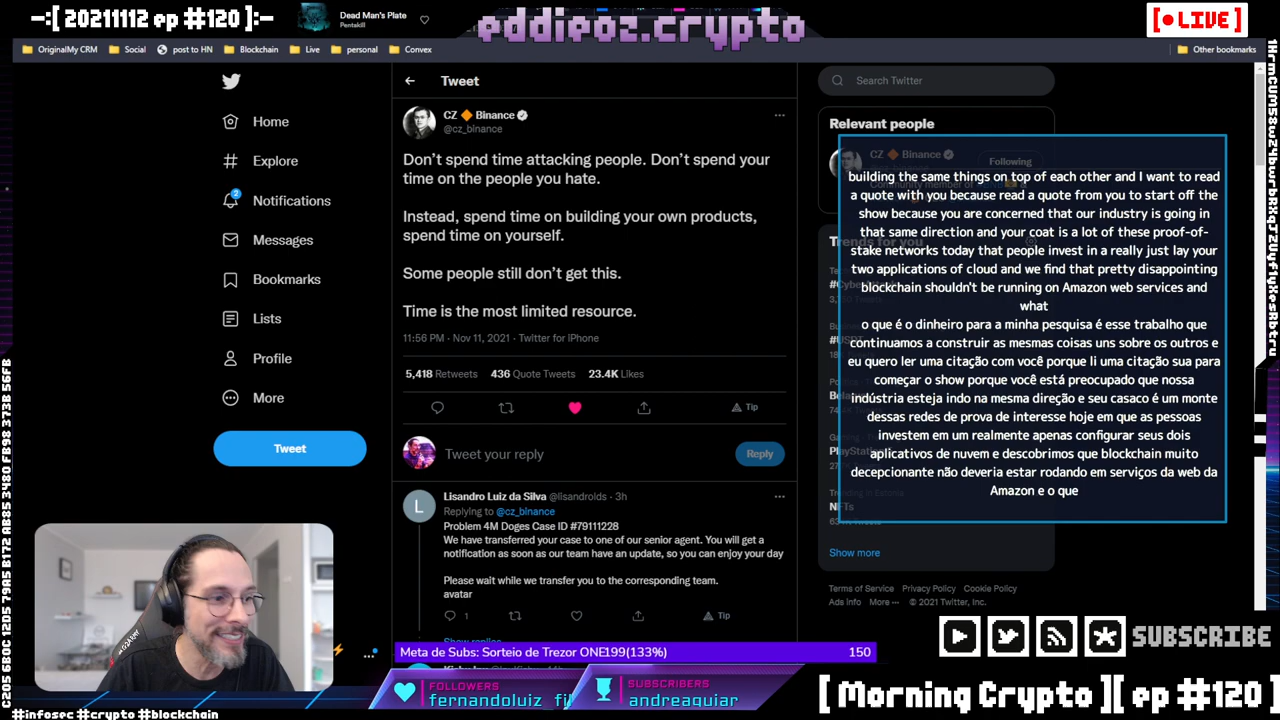 -:[ 20211112 ep #120 ]:-
Dead Man's Plate
Pentakill
eddieoz.crypto
[ LIVE ]
OriginalMy CRM
Social
post to HN
Blockchain
Live
personal
Convex
Other bookmarks
Home
Explore
2
Notifications
Messages
Bookmarks
Lists
Profile
More
Tweet
Tweet
CZ 🔶 Binance
@cz_binance
Don't spend time attacking people. Don't spend your
time on the people you hate.
Instead, spend time on building your own products,
spend time on yourself.
Some people still don't get this.
Time is the most limited resource.
11:56 PM · Nov 11, 2021 · Twitter for iPhone
5,418 Retweets 436 Quote Tweets 23.4K Likes
Tip
Tweet your reply
Reply
L
Lisandro Luiz da Silva @lisandrolds · 3h
Replying to @cz_binance
Problem 4M Doges Case ID #79111228
We have transferred your case to one of our senior agent. You will get a
notification as soon as our team have an update, so you can enjoy your day
Please wait while we transfer you to the corresponding team.
avatar
1
Tip
Show replies
Search Twitter
Relevant people
CZ 🔶 Binance
@cz_binance
Following
Community member of
Trends for you
building the same things on top of each other and I want to read
a quote with you because read a quote from you to start off the
show because you are concerned that our industry is going in
that same direction and your coat is a lot of these proof-of-
stake networks today that people invest in a really just lay your
two applications of cloud and we find that pretty disappointing
blockchain shouldn't be running on Amazon web services and
what
o que é o dinheiro para a minha pesquisa é esse trabalho que
continuamos a construir as mesmas coisas uns sobre os outros e
eu quero ler uma citação com você porque li uma citação sua para
começar o show porque você está preocupado que nossa
indústria esteja indo na mesma direção e seu casaco é um monte
dessas redes de prova de interesse hoje em que as pessoas
investem em um realmente apenas configurar seus dois
aplicativos de nuvem e descobrimos que blockchain muito
decepcionante não deveria estar rodando em serviços da web da
Amazon e o que
NFTs
Show more
Terms of Service Privacy Policy Cookie Policy
Ads info More ··· © 2021 Twitter, Inc.
SUBSCRIBE
Meta de Subs: Sorteio de Trezor ONE199(133%) 150
FOLLOWERS
fernandoluiz_fil
SUBSCRIBERS
andreaguiar
[ Morning Crypto ][ ep #120 ]
#infosec #crypto #blockchain